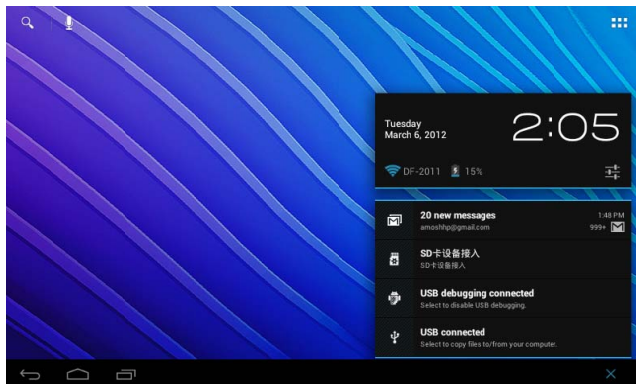 Tuesday
March 6, 2012
2:05
DF-2011 15%
20 new messages 1:48 PM
amoshhp@gmail.com 999+
SD卡设备接入
SD卡设备接入
USB debugging connected
Select to disable USB debugging.
USB connected
Select to copy files to/from your computer.